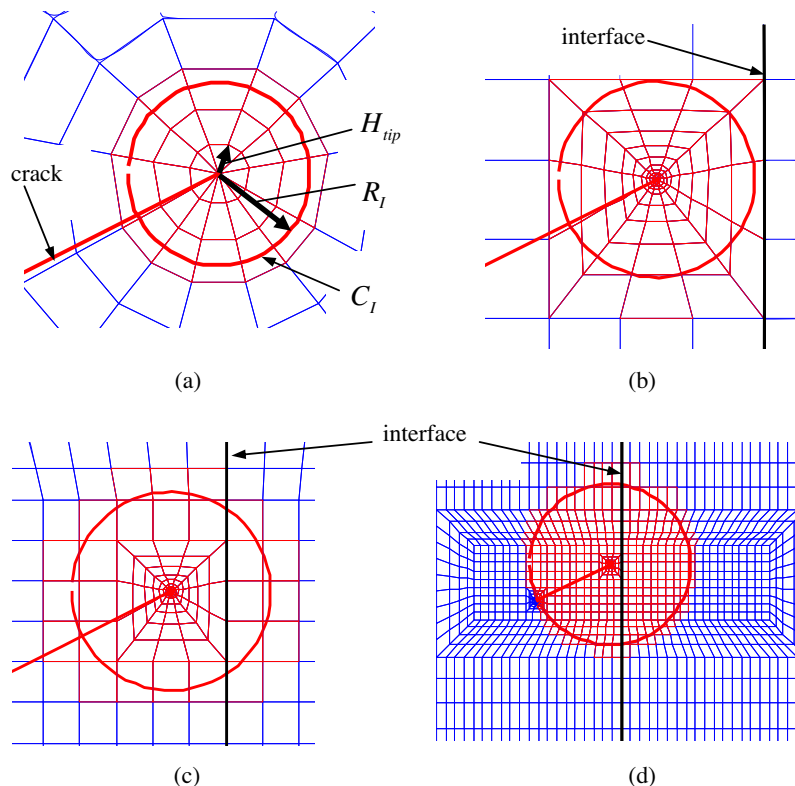 interface
H_tip
crack
R_I
C_I
(a)
(b)
interface
(c)
(d)